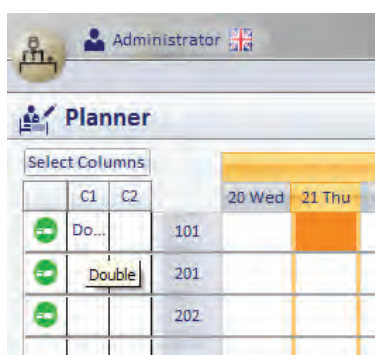 Administrator
Planner
Select Columns
C1 C2 20 Wed 21 Thu
Do... 101
Double 201
202